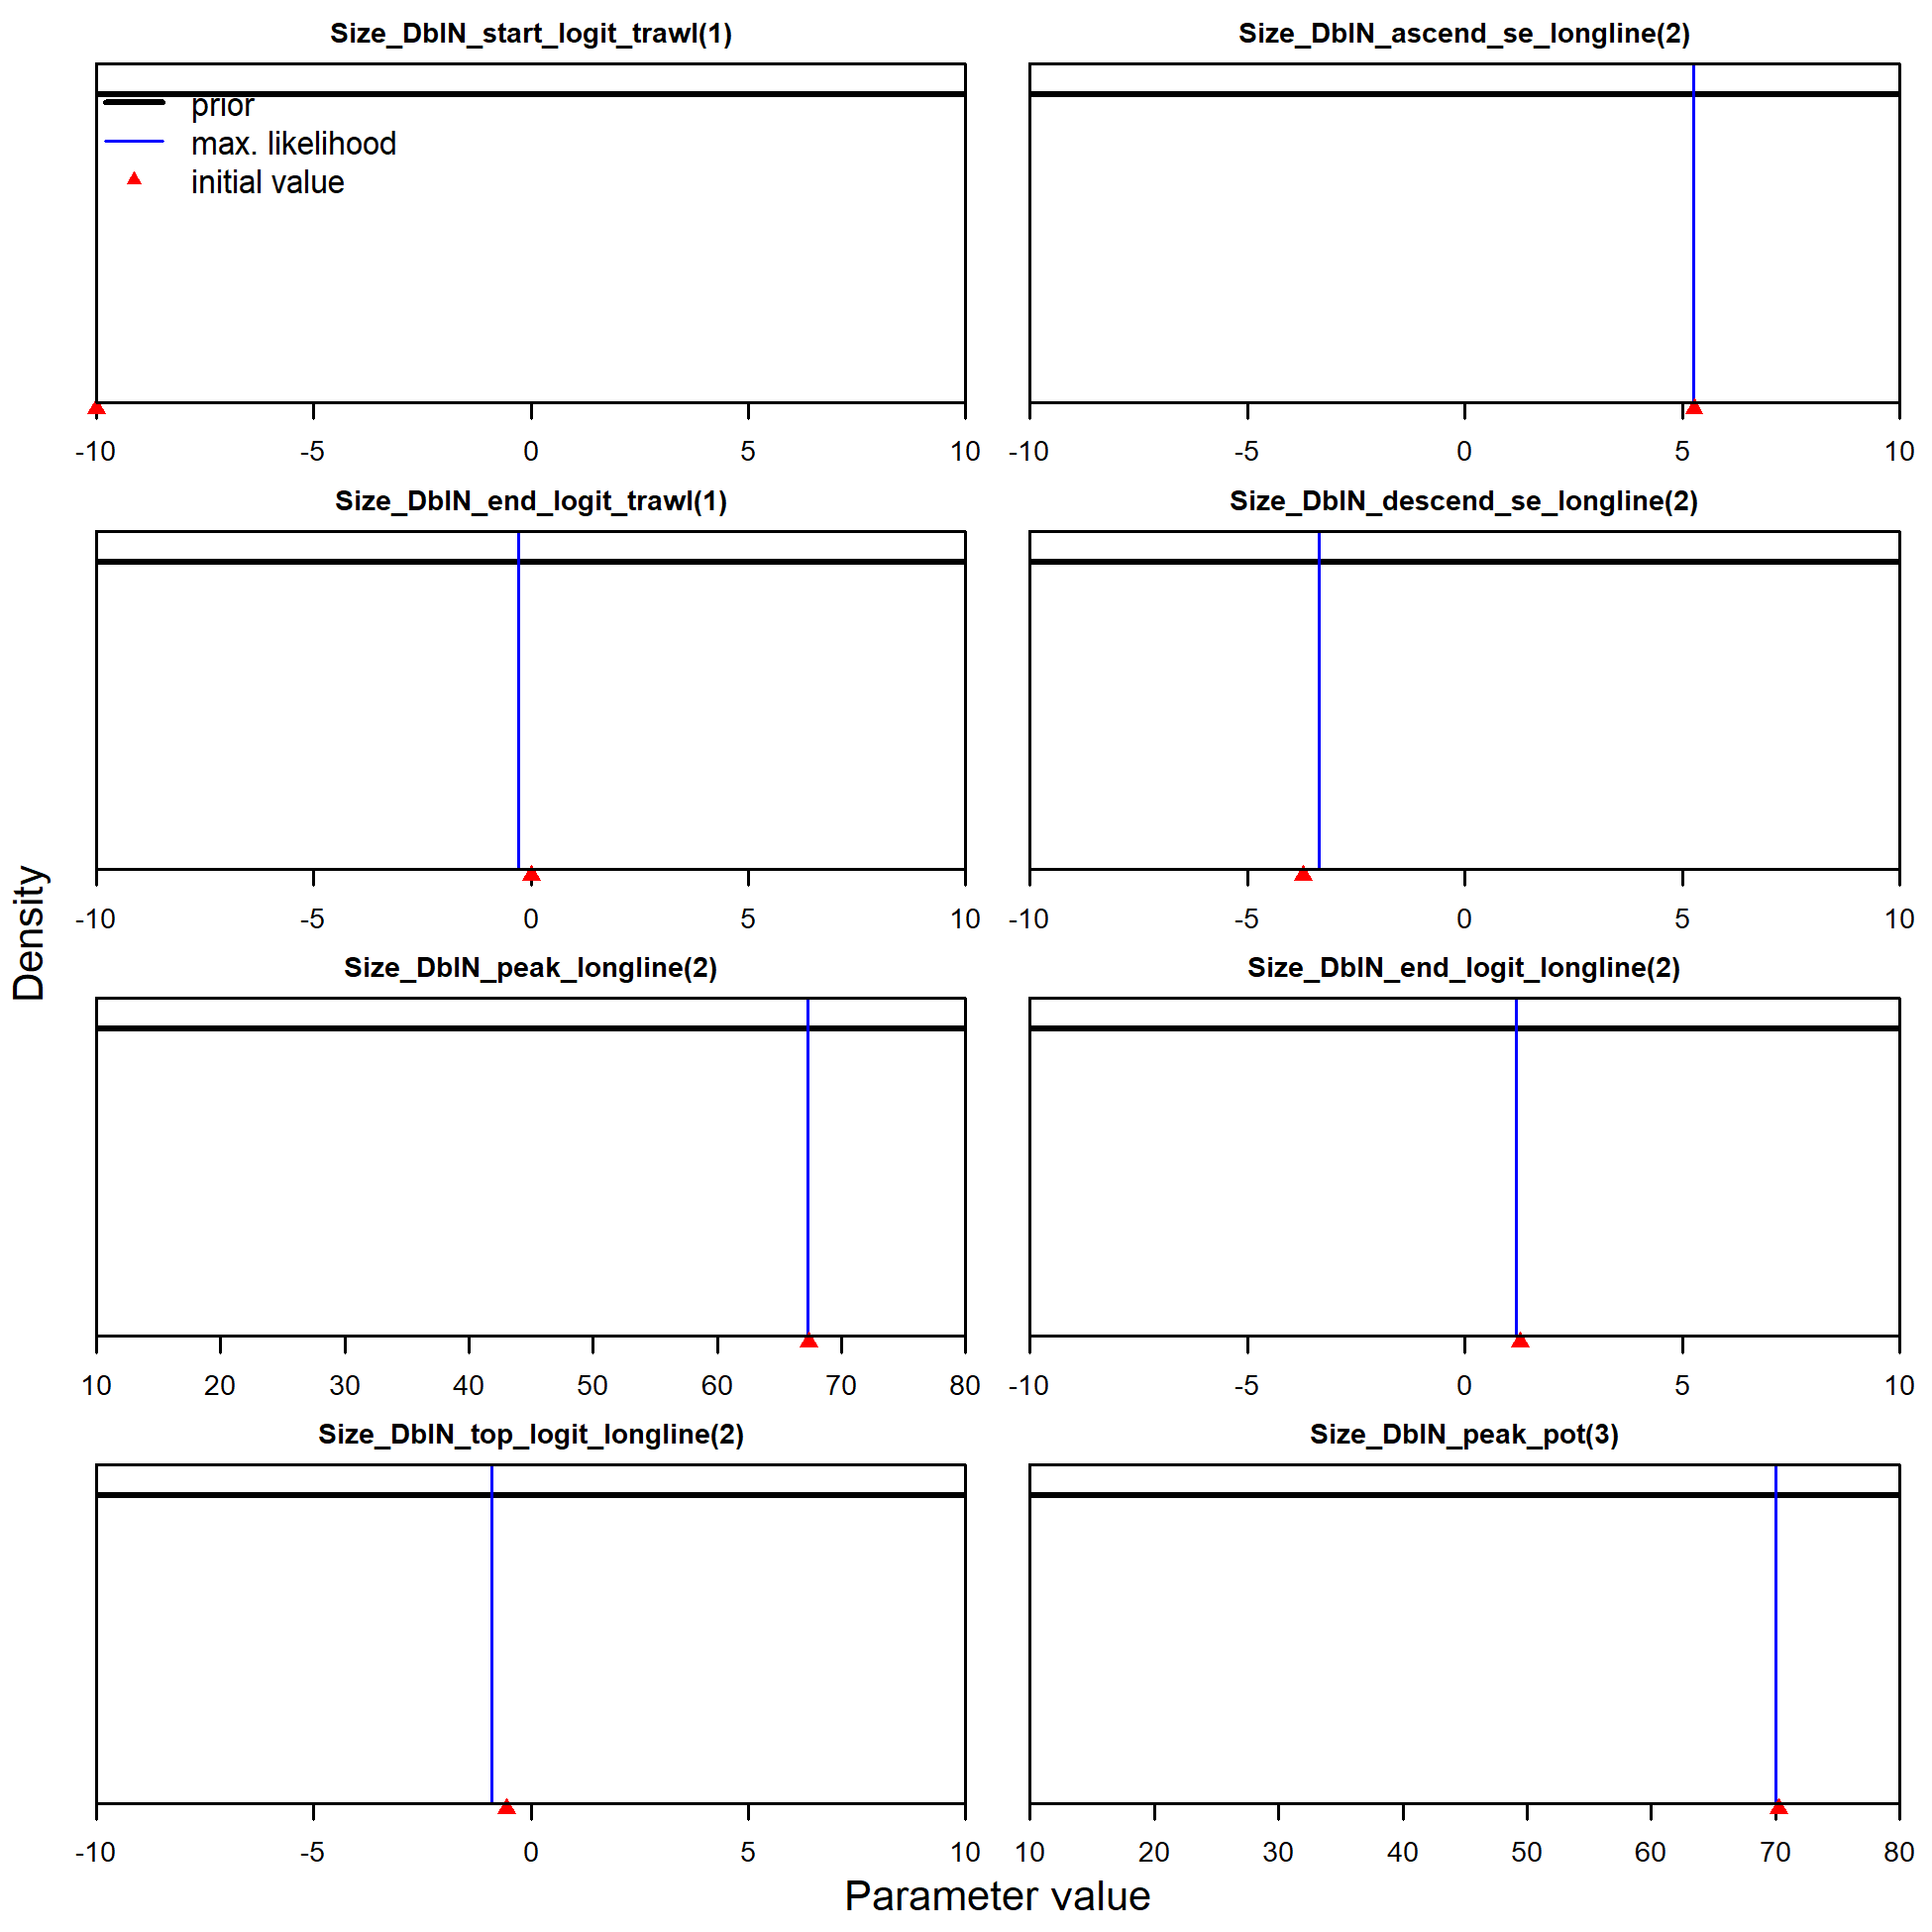 Size_DblN_start_logit_trawl(1)
prior
max. likelihood
initial value
-10 -5 0 5 10
Size_DblN_ascend_se_longline(2)
-10 -5 0 5 10
Size_DblN_end_logit_trawl(1)
-10 -5 0 5 10
Size_DblN_descend_se_longline(2)
-10 -5 0 5 10
Size_DblN_peak_longline(2)
10 20 30 40 50 60 70 80
Size_DblN_end_logit_longline(2)
-10 -5 0 5 10
Size_DblN_top_logit_longline(2)
-10 -5 0 5 10
Size_DblN_peak_pot(3)
10 20 30 40 50 60 70 80
Density
Parameter value